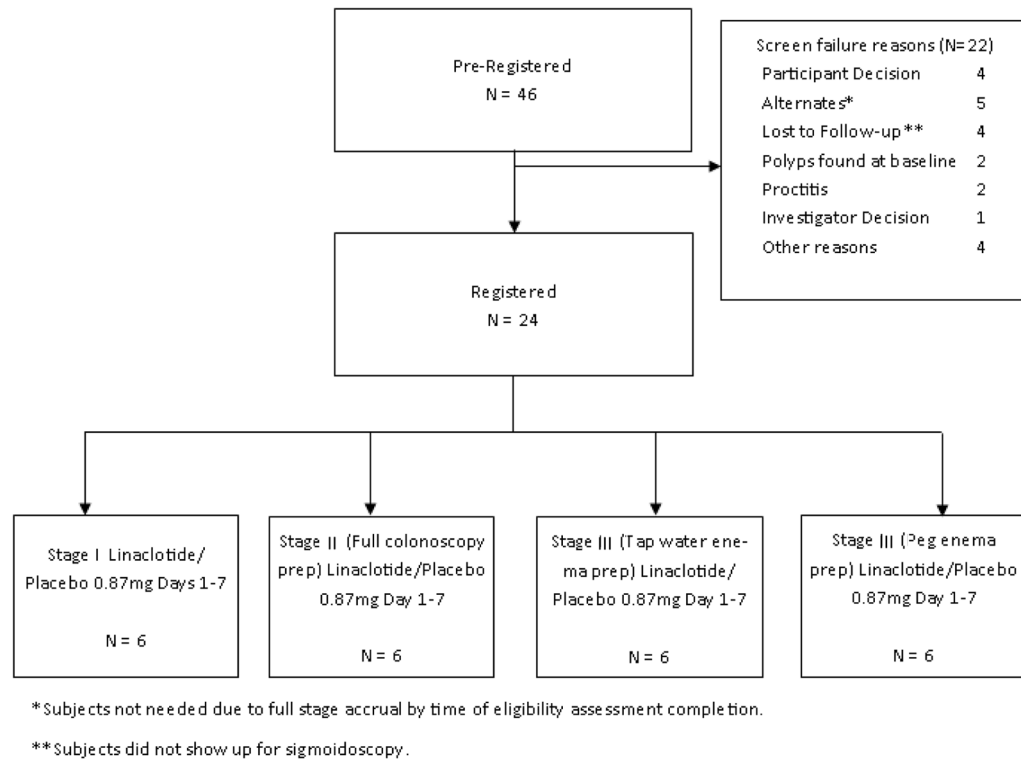 Pre-Registered
N = 46
Screen failure reasons (N=22)
Participant Decision 4
Alternates* 5
Lost to Follow-up ** 4
Polyps found at baseline 2
Proctitis 2
Investigator Decision 1
Other reasons 4
Registered
N = 24
Stage I Linaclotide/
Placebo 0.87mg Days 1-7
N = 6
Stage II (Full colonoscopy
prep) Linaclotide/Placebo
0.87mg Day 1-7
N = 6
Stage III (Tap water ene-
ma prep) Linaclotide/
Placebo 0.87mg Day 1-7
N = 6
Stage III (Peg enema
prep) Linaclotide/Placebo
0.87mg Day 1-7
N = 6
*Subjects not needed due to full stage accrual by time of eligibility assessment completion.
**Subjects did not show up for sigmoidoscopy.